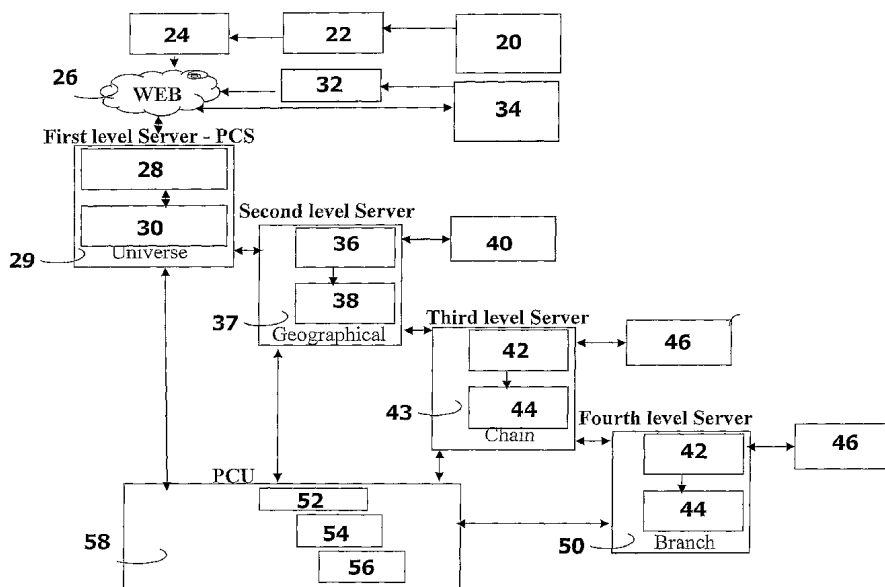 24
22
20
26
WEB
32
34
First level Server - PCS
28
30
Universe
29
Second level Server
36
40
38
37
Geographical
Third level Server
42
46
43
44
Chain
Fourth level Server
42
46
44
50
Branch
PCU
52
54
58
56